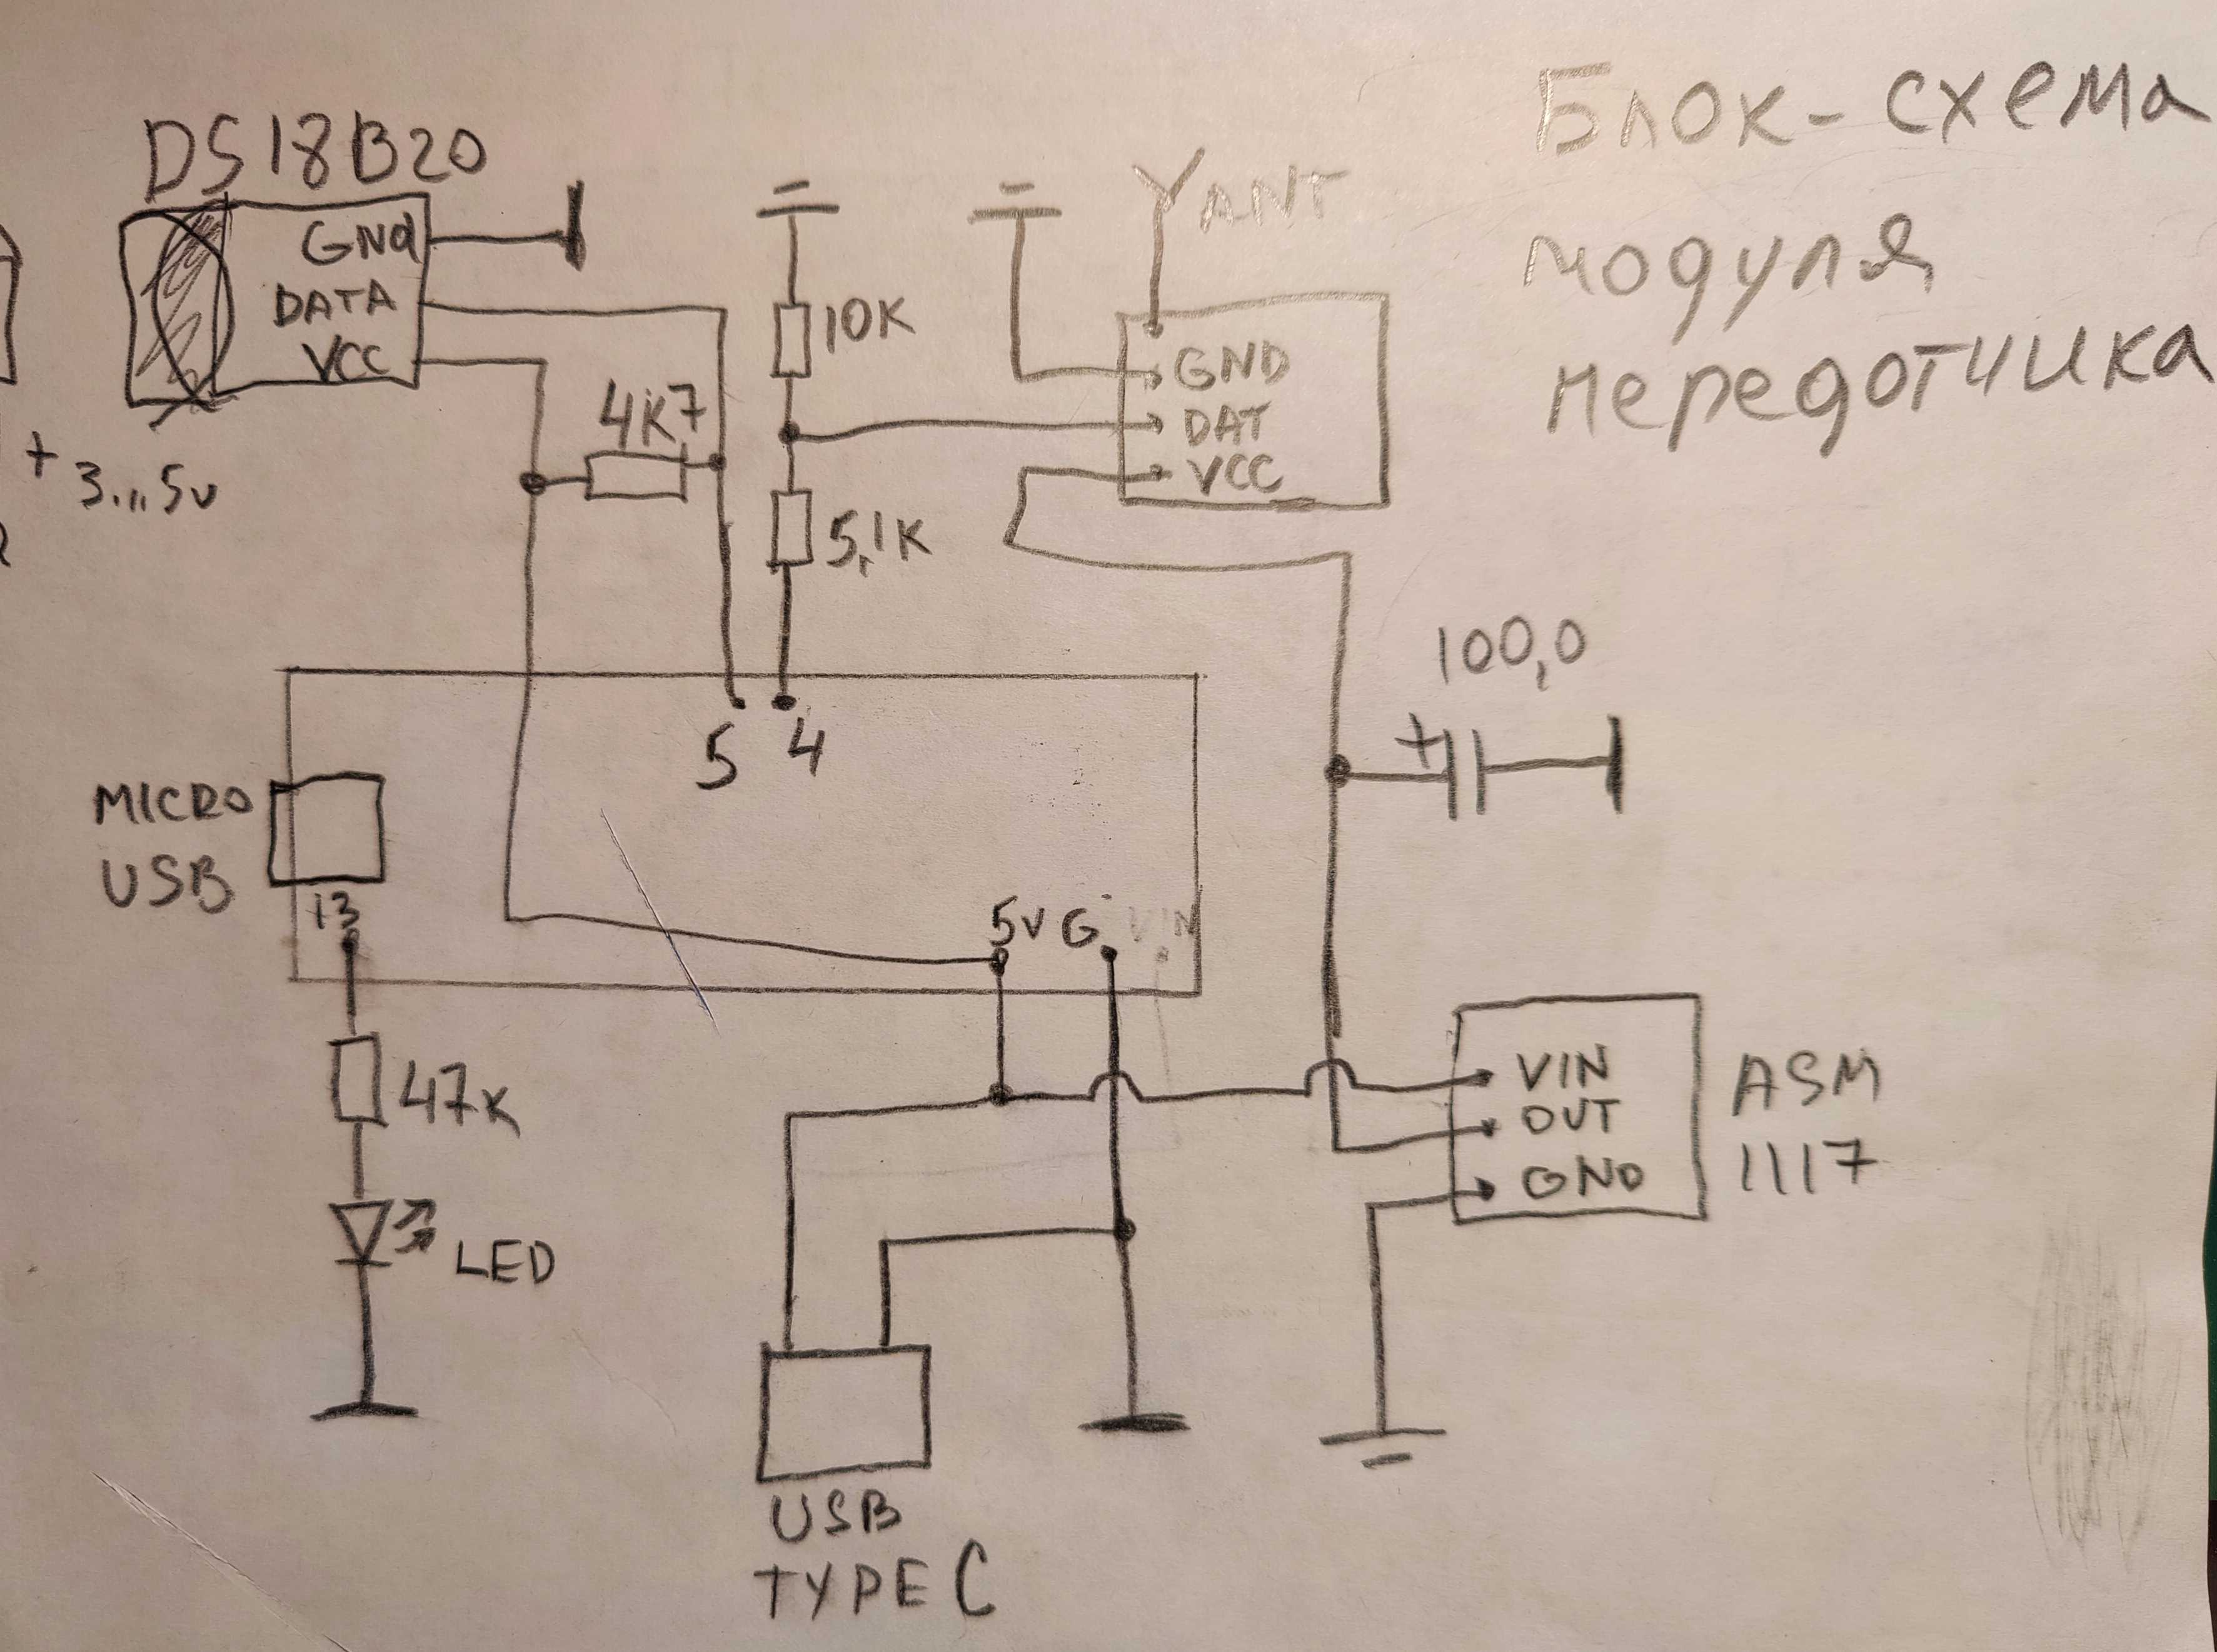 Блок-схема
модуля
передотчика
DS18B20
GNd
DATA
VCC
+ 3...5v
4K7
10K
5,1K
YANT
GND
DAT
VCC
100,0
5 4
MICRO
USB
13
5V G VIN
47K
LED
VIN
OUT
GND
ASM
1117
USB
TYPE C